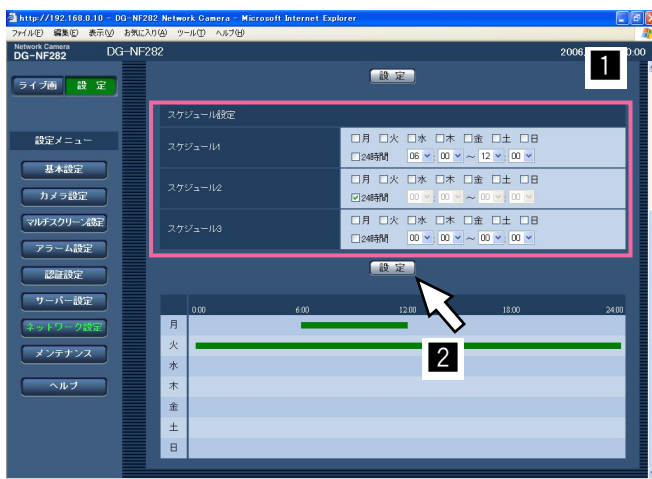 http://192.168.0.10 - DG-NF282 Network Camera - Microsoft Internet Explorer
ファイル(F) 編集(E) 表示(V) お気に入り(A) ツール(T) ヘルプ(H)
Network Camera
DG-NF282
DG-NF282
2006.
0:00
1
ライブ画
設 定
設 定
設定メニュー
基本設定
カメラ設定
マルチスクリーン設定
アラーム設定
認証設定
サーバー設定
ネットワーク設定
メンテナンス
ヘルプ
スケジュール設定
スケジュール1
月 火 水 木 金 土 日
24時間 06 : 00 ~ 12 : 00
スケジュール2
月 火 水 木 金 土 日
24時間 00 : 00 ~ 00 : 00
スケジュール3
月 火 水 木 金 土 日
24時間 00 : 00 ~ 00 : 00
設 定
2
0:00 6:00 12:00 18:00 24:00
月
火
水
木
金
土
日